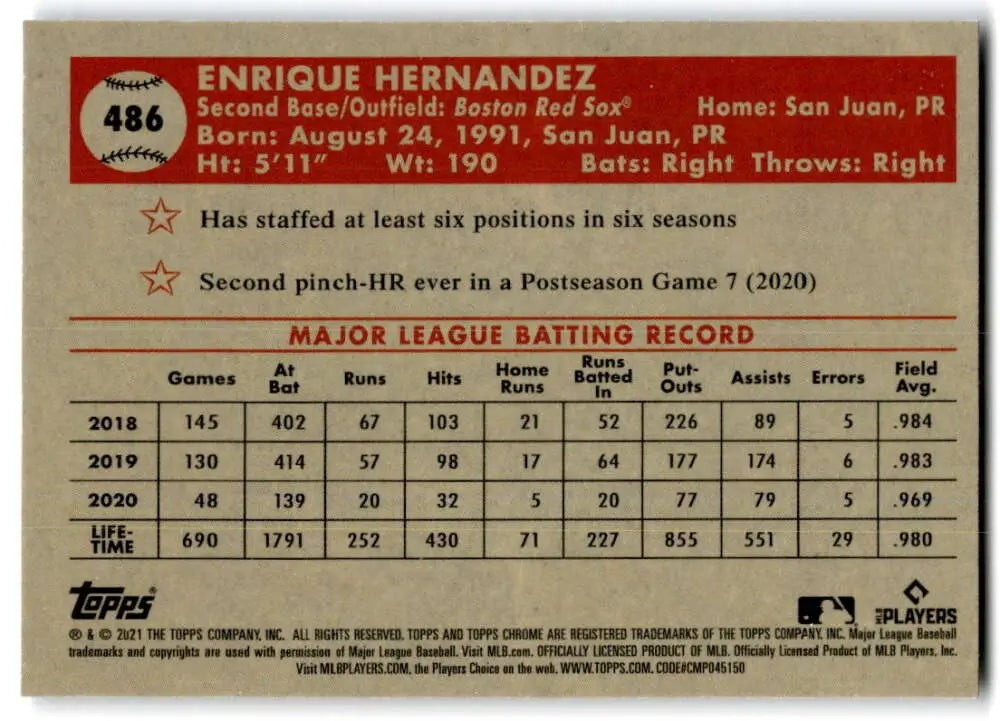 486
ENRIQUE HERNANDEZ
Second Base/Outfield: Boston Red Sox® Home: San Juan, PR
Born: August 24, 1991, San Juan, PR
Ht: 5'11" Wt: 190 Bats: Right Throws: Right
Has staffed at least six positions in six seasons
Second pinch-HR ever in a Postseason Game 7 (2020)
MAJOR LEAGUE BATTING RECORD
Games At Bat Runs Hits Home Runs Runs Batted In Put-Outs Assists Errors Field Avg.
2018 145 402 67 103 21 52 226 89 5 .984
2019 130 414 57 98 17 64 177 174 6 .983
2020 48 139 20 32 5 20 77 79 5 .969
LIFE-TIME 690 1791 252 430 71 227 855 551 29 .980
Topps®
MLB PLAYERS
® & © 2021 THE TOPPS COMPANY, INC. ALL RIGHTS RESERVED. TOPPS AND TOPPS CHROME ARE REGISTERED TRADEMARKS OF THE TOPPS COMPANY, INC. Major League Baseball
trademarks and copyrights are used with permission of Major League Baseball. Visit MLB.com. OFFICIALLY LICENSED PRODUCT OF MLB. Officially Licensed Product of MLB Players, Inc.
Visit MLBPLAYERS.COM, the Players Choice on the web. WWW.TOPPS.COM. CODE#CMP045150